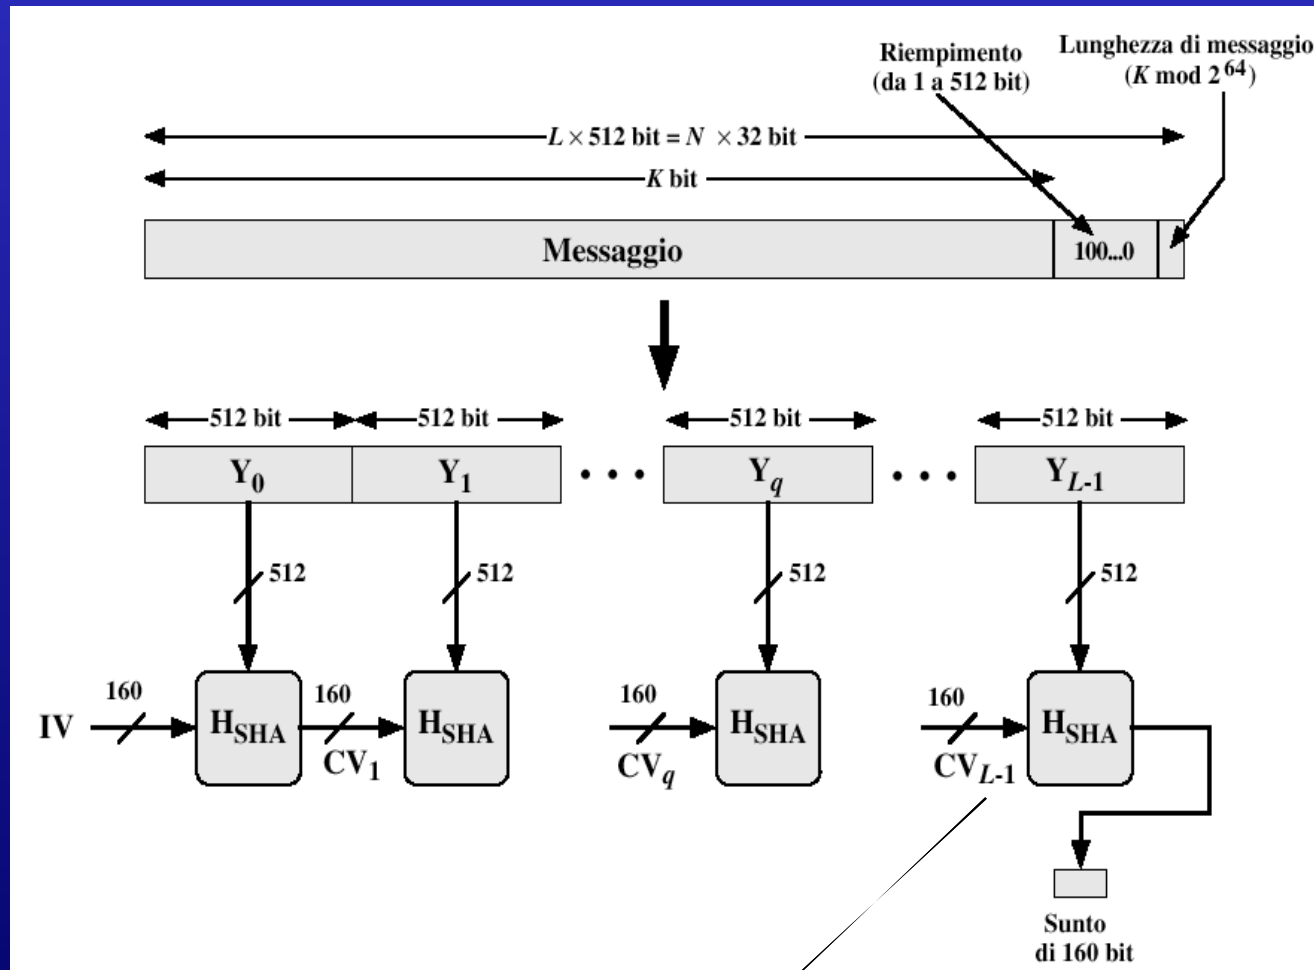 Riempimento
(da 1 a 512 bit)
Lunghezza di messaggio
(K mod 2^64)
L × 512 bit = N × 32 bit
K bit
Messaggio
100...0
512 bit
512 bit
512 bit
512 bit
Y0
Y1
• • •
Yq
• • •
YL-1
512
512
512
512
IV
160
HSHA
160
CV1
HSHA
160
CVq
HSHA
160
CVL-1
HSHA
Sunto
di 160 bit